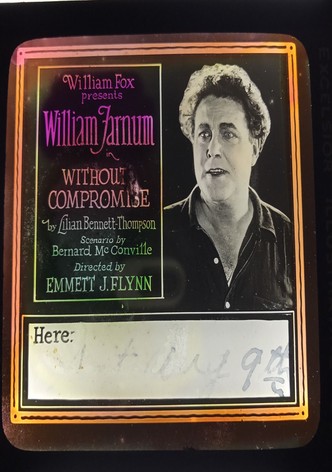 William Fox
presents
William Farnum
WITHOUT
COMPROMISE
by Lilian Bennett-Thompson
Scenario by
Bernard McConville
Directed by
EMMETT J. FLYNN
Here:
9th